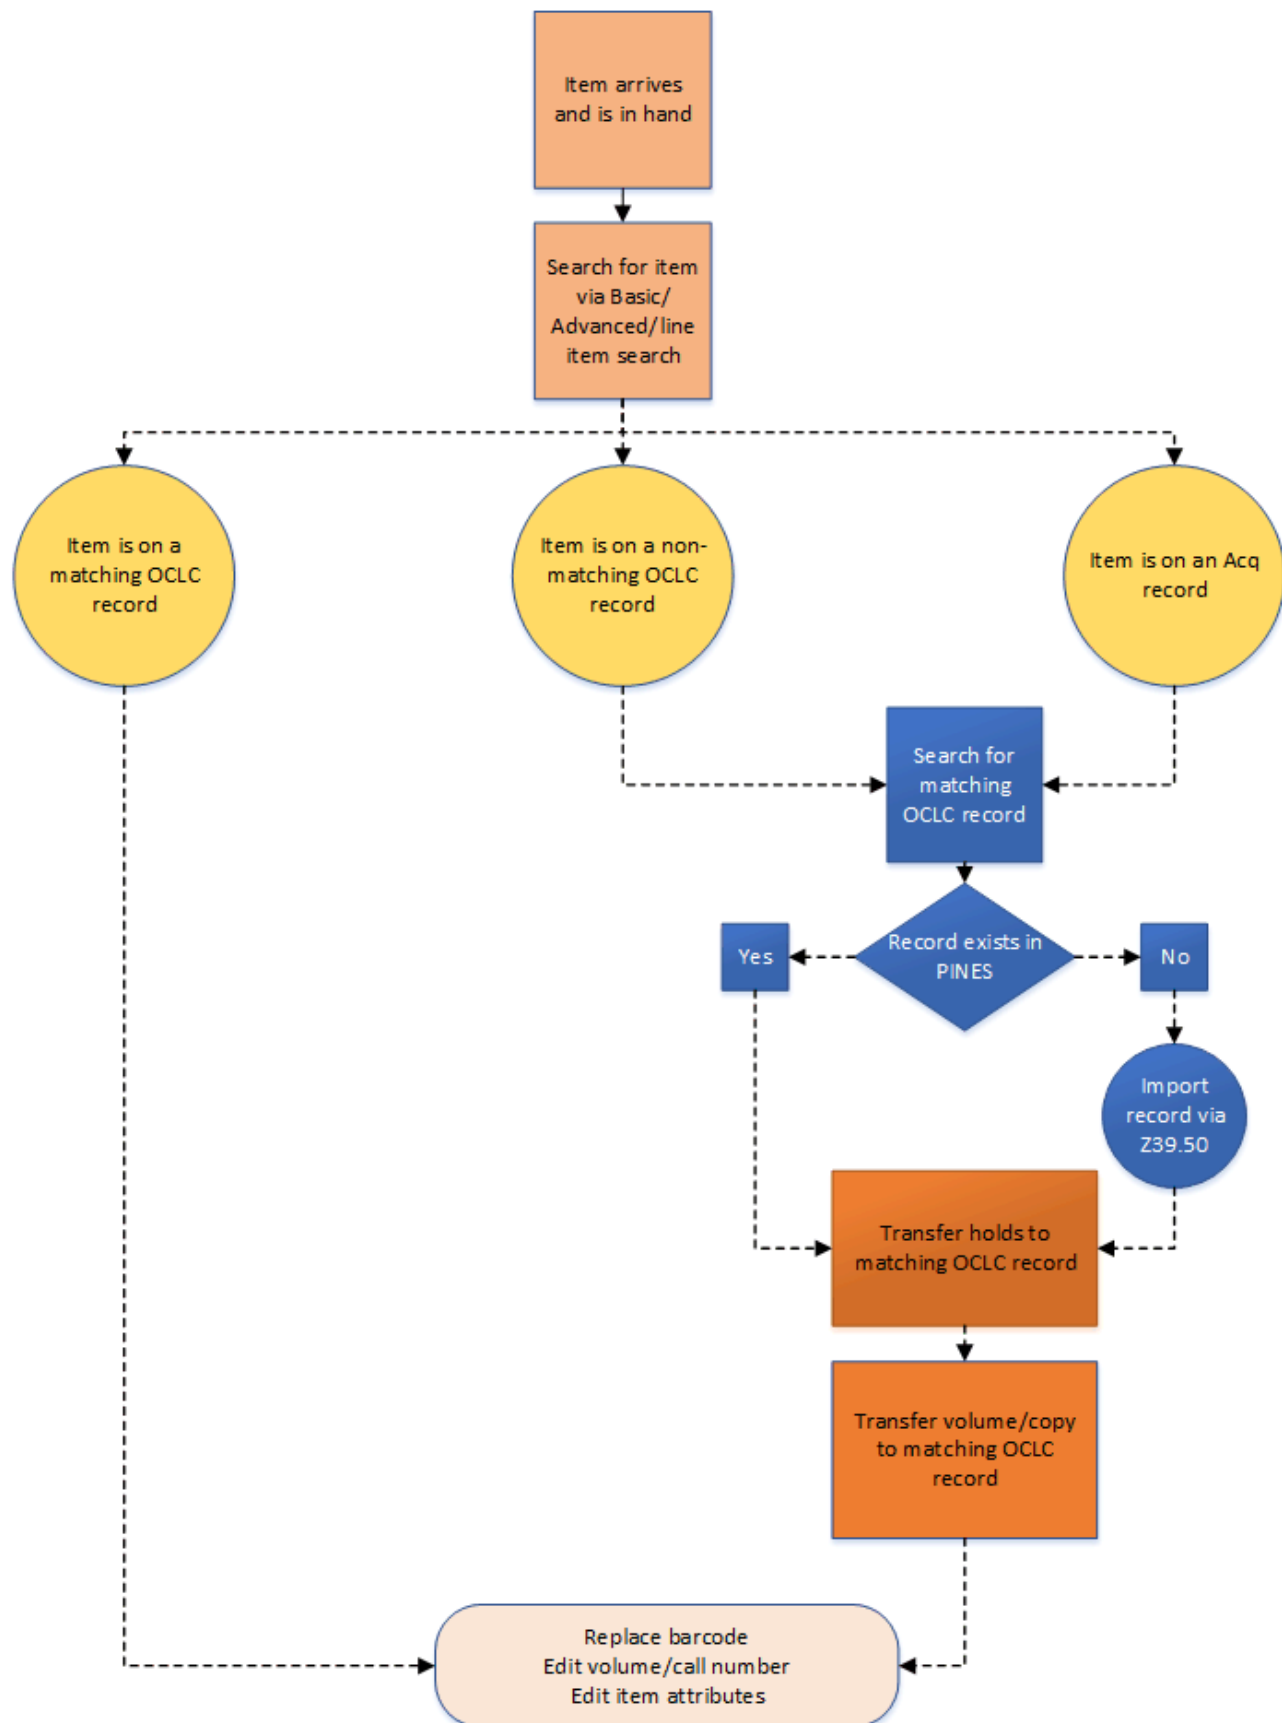 Item arrives
and is in hand
Search for item
via Basic/
Advanced/line
item search
Item is on a
matching OCLC
record
Item is on a non-
matching OCLC
record
Item is on an Acq
record
Search for
matching
OCLC record
Record exists in
PINES
Yes
No
Import
record via
Z39.50
Transfer holds to
matching OCLC record
Transfer volume/copy
to matching OCLC
record
Replace barcode
Edit volume/call number
Edit item attributes